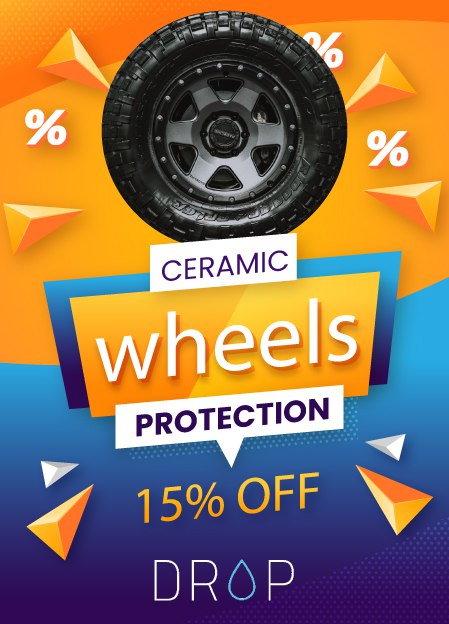 %
%
%
CERAMIC
wheels
PROTECTION
15% OFF
DROP